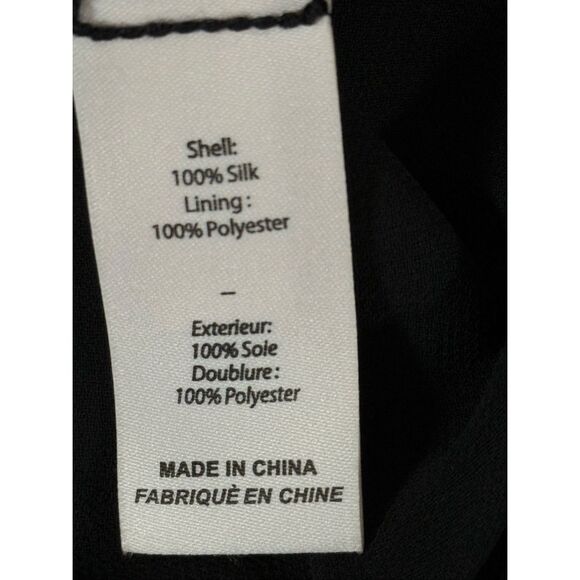 Shell:
100% Silk
Lining :
100% Polyester
–
Exterieur:
100% Soie
Doublure :
100% Polyester
MADE IN CHINA
FABRIQUÈ EN CHINE